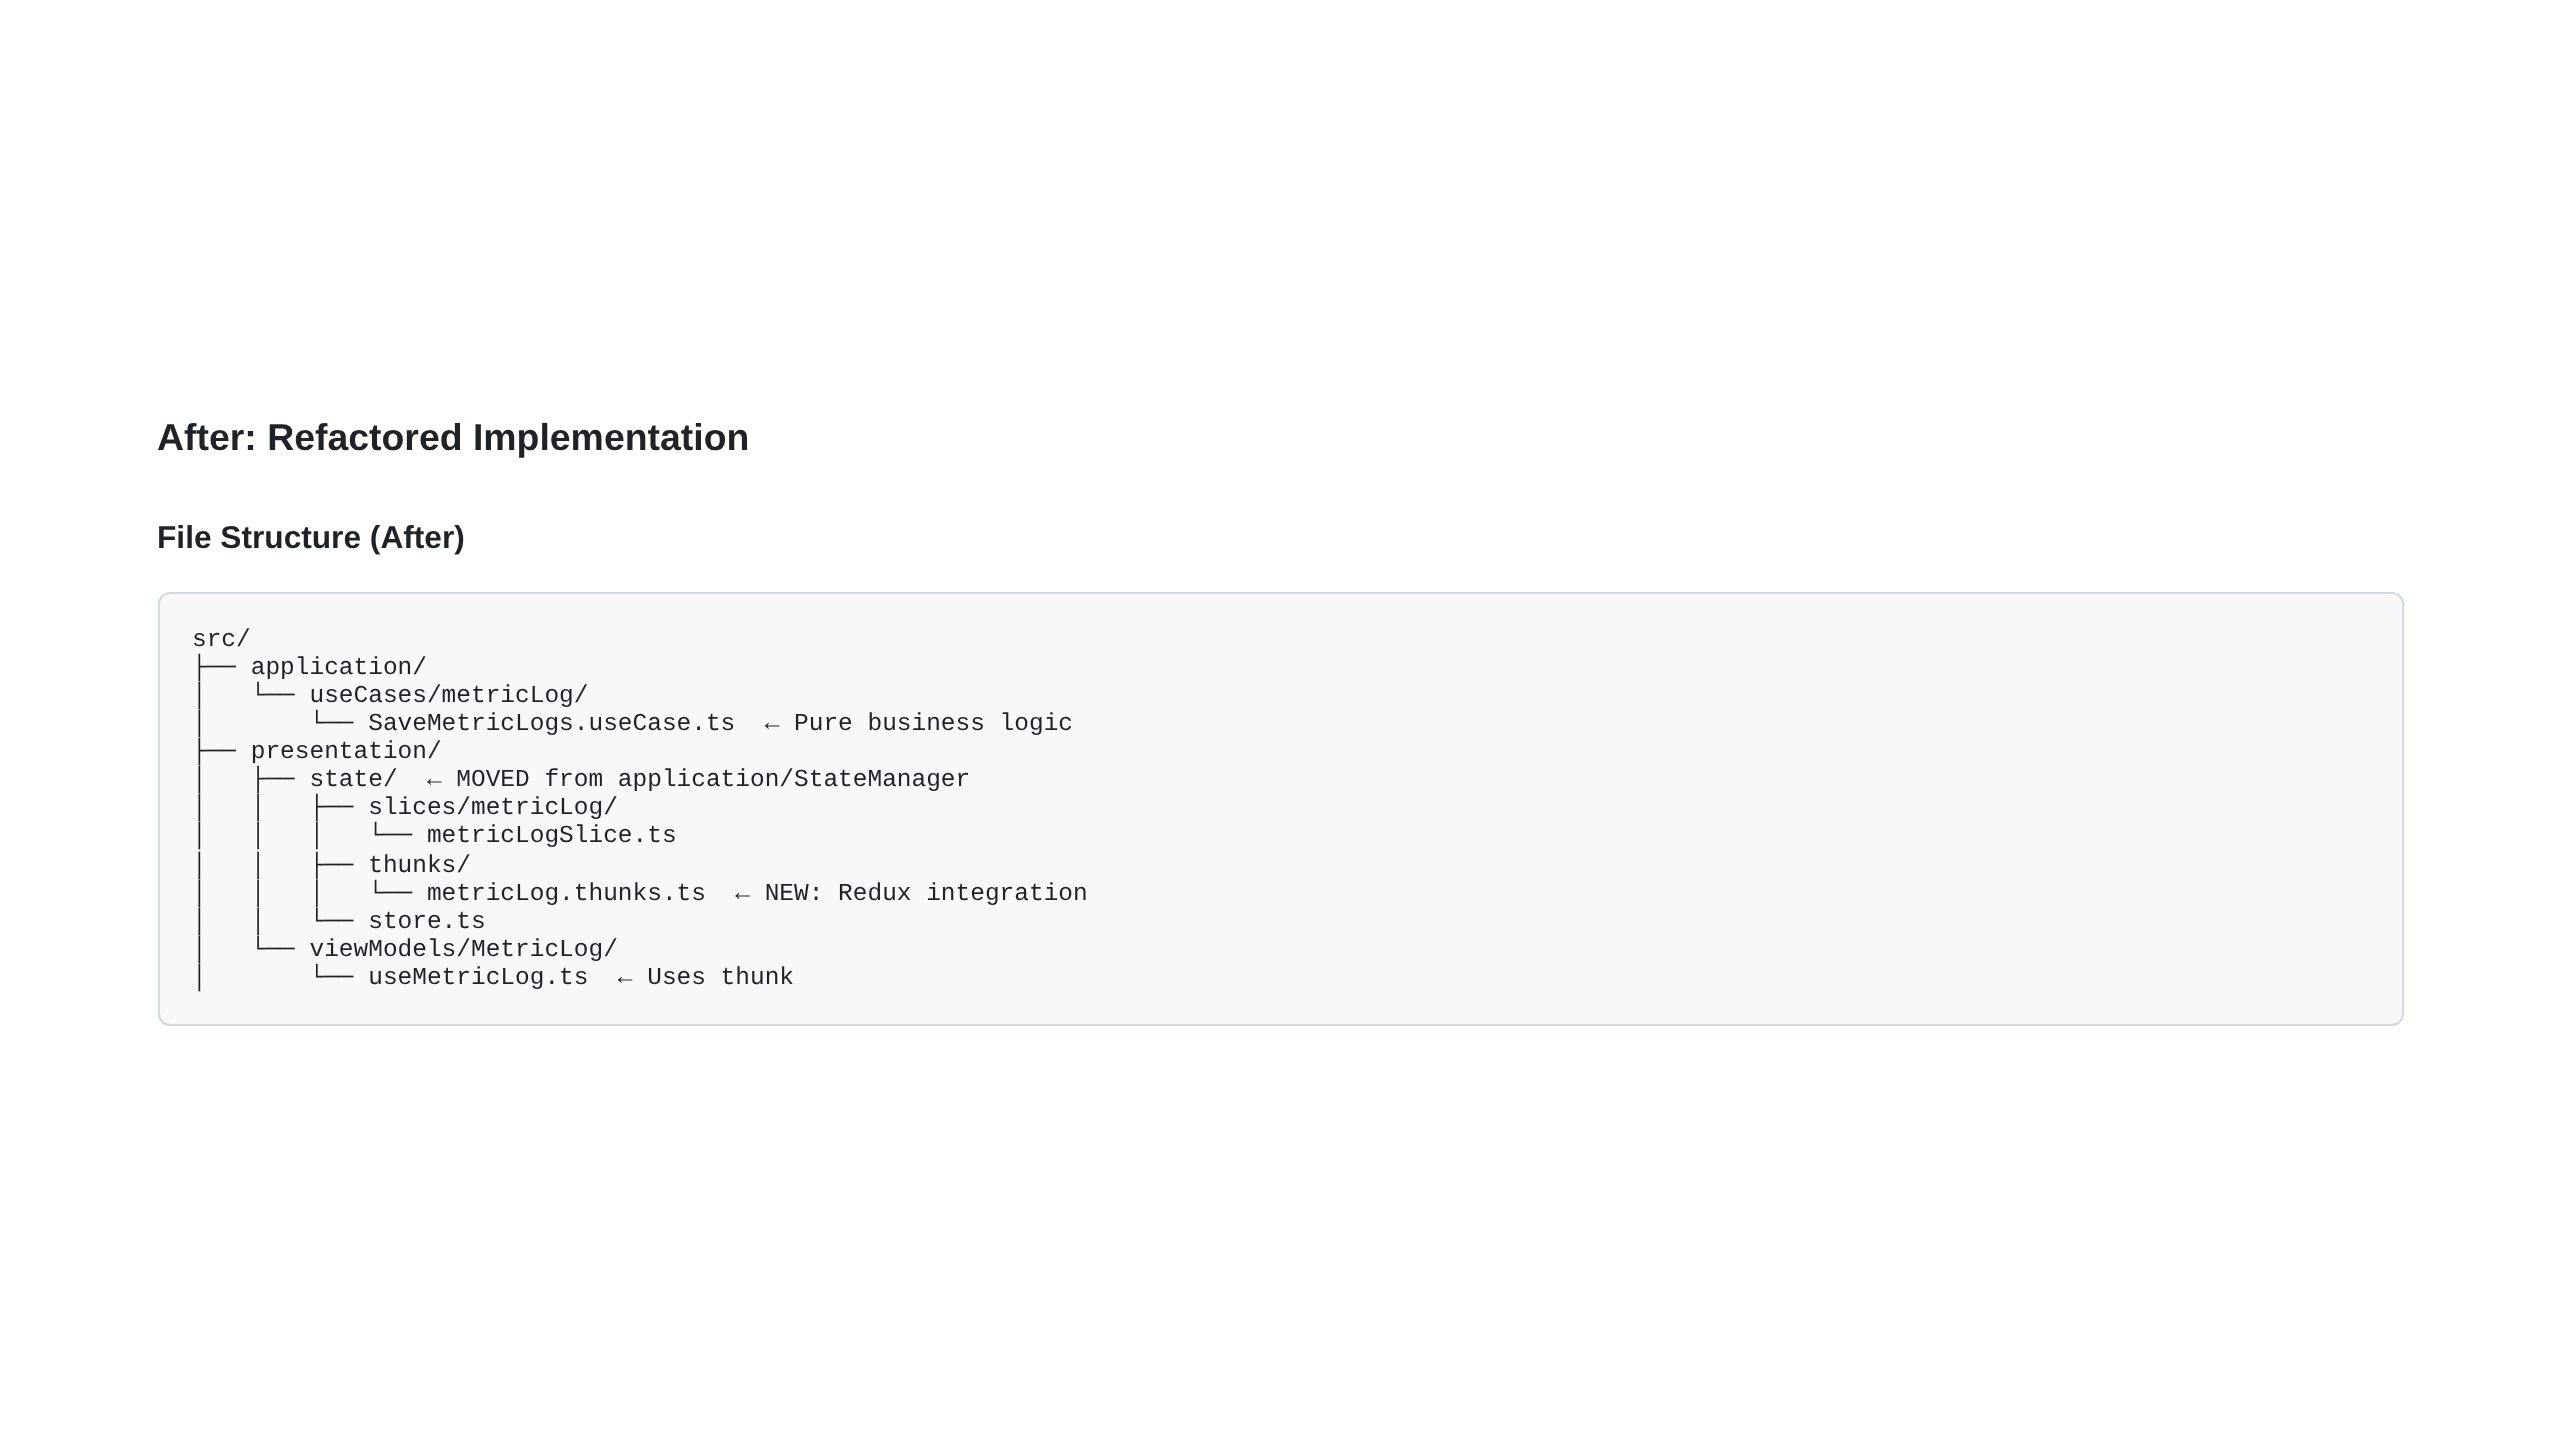 After: Refactored Implementation
File Structure (After)
src/
├── application/
│   └── useCases/metricLog/
│       └── SaveMetricLogs.useCase.ts  ← Pure business logic
├── presentation/
│   ├── state/  ← MOVED from application/StateManager
│   │   ├── slices/metricLog/
│   │   │   └── metricLogSlice.ts
│   │   ├── thunks/
│   │   │   └── metricLog.thunks.ts  ← NEW: Redux integration
│   │   └── store.ts
│   └── viewModels/MetricLog/
│       └── useMetricLog.ts  ← Uses thunk